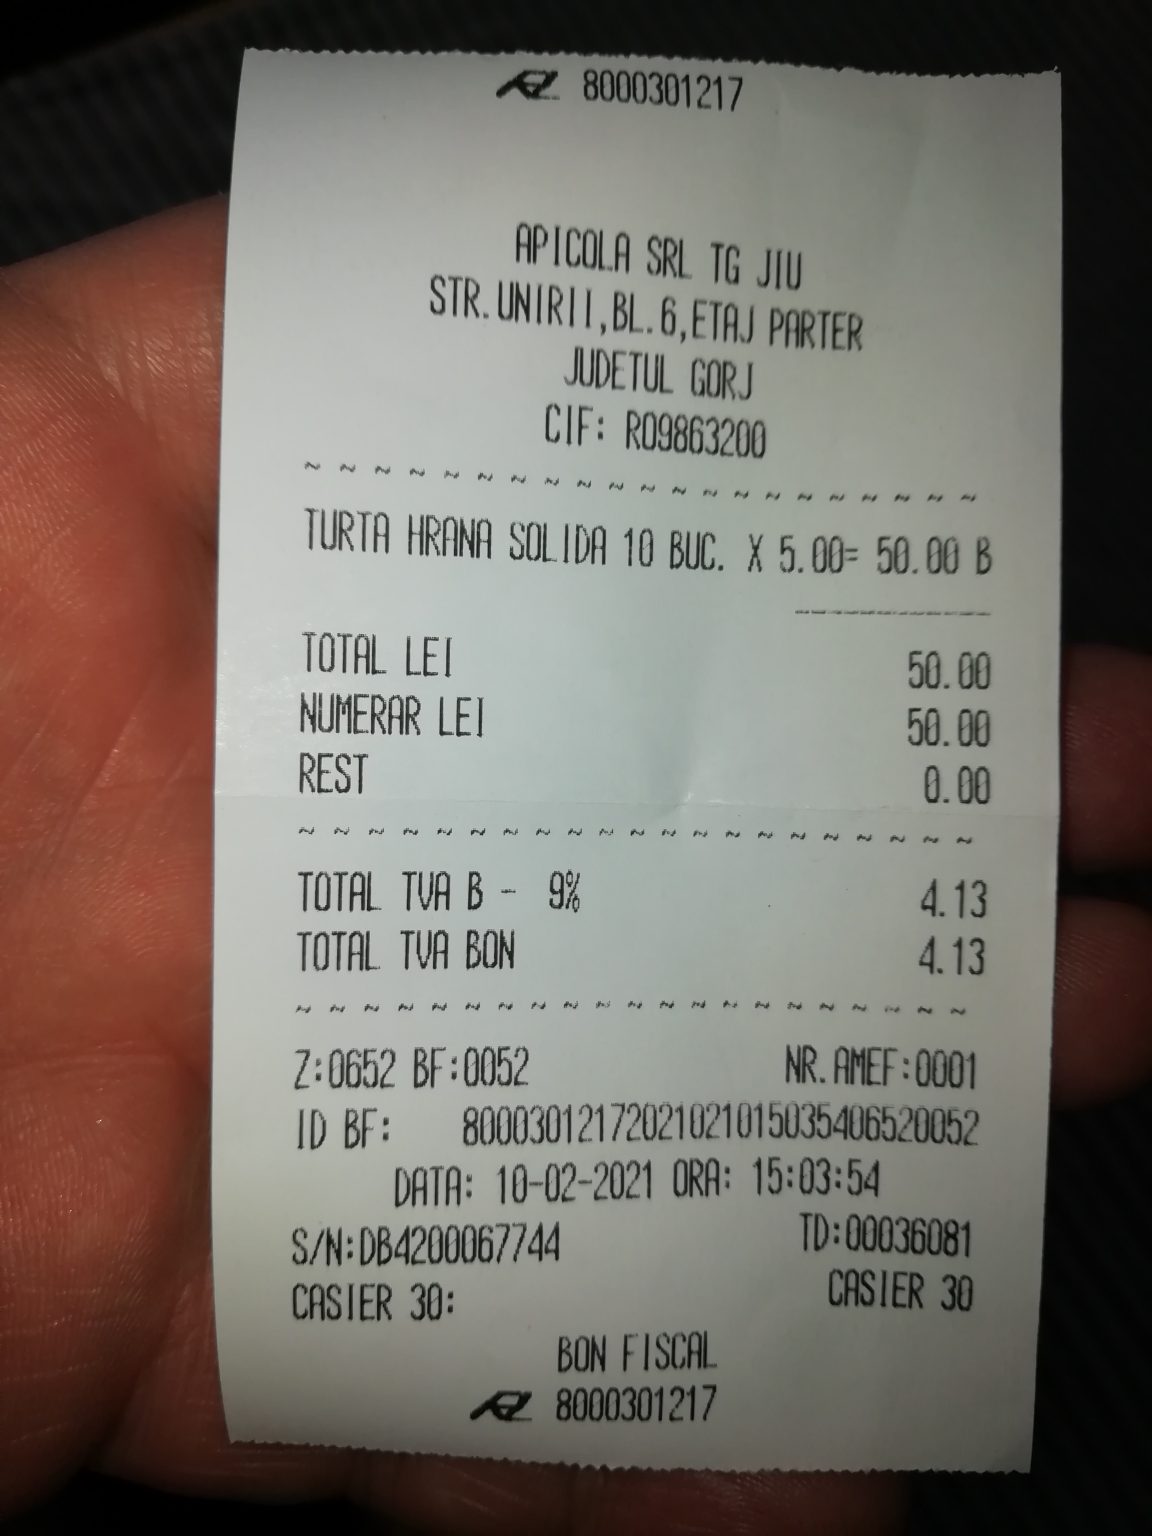 8000301217
APICOLA SRL TG JIU
STR.UNIRII,BL.6,ETAJ PARTER
JUDETUL GORJ
CIF: RO9863200
~ ~ ~ ~ ~ ~ ~ ~ ~ ~ ~ ~ ~ ~ ~ ~ ~ ~ ~ ~
TURTA HRANA SOLIDA 10 BUC. X 5.00= 50.00 B
TOTAL LEI 50.00
NUMERAR LEI 50.00
REST 0.00
~ ~ ~ ~ ~ ~ ~ ~ ~ ~ ~ ~ ~ ~ ~ ~ ~ ~ ~ ~
TOTAL TVA B - 9% 4.13
TOTAL TVA BON 4.13
~ ~ ~ ~ ~ ~ ~ ~ ~ ~ ~ ~ ~ ~ ~ ~ ~ ~ ~ ~
Z:0652 BF:0052 NR.AMEF:0001
ID BF: 80003012172021021015035406520052
DATA: 10-02-2021 ORA: 15:03:54
S/N:DB4200067744 TD:00036081
CASIER 30: CASIER 30
BON FISCAL
8000301217